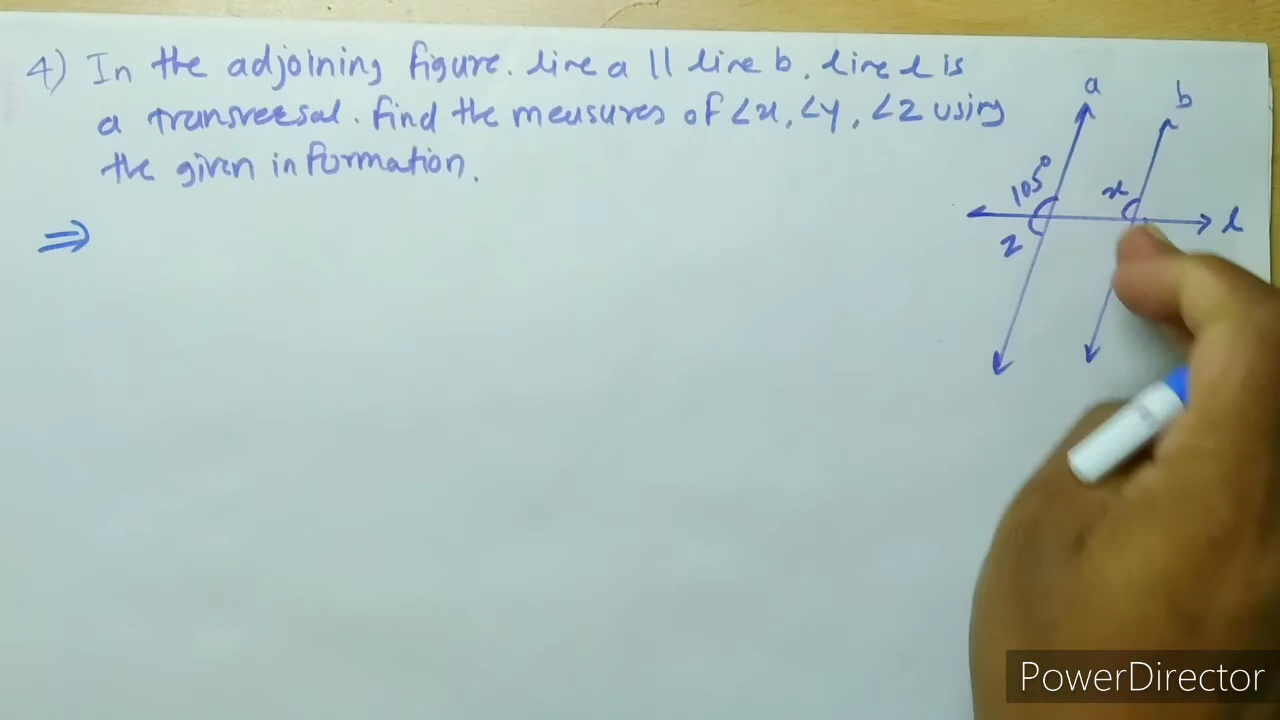 4) In the adjoining figure. line a || line b. line l is
a transversal. find the measures of ∠x, ∠y, ∠z using
the given information.
⇒
a
b
105°
x
l
z
PowerDirector